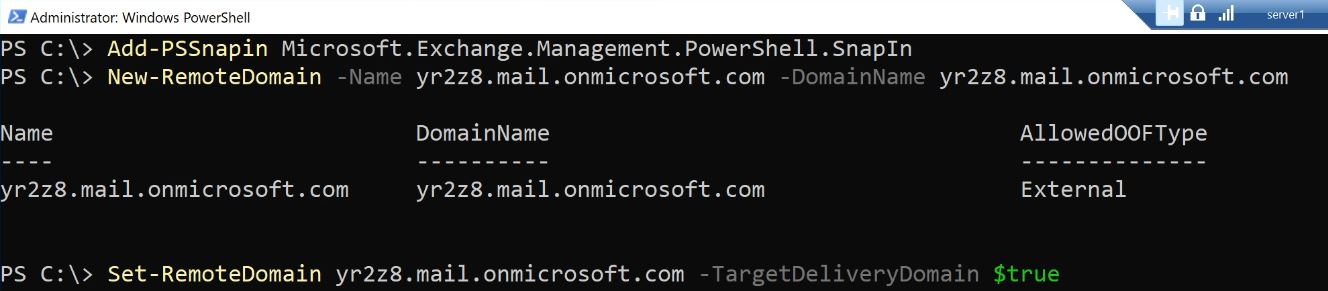 Administrator: Windows PowerShell
server1
PS C:\> Add-PSSnapin Microsoft.Exchange.Management.PowerShell.SnapIn
PS C:\> New-RemoteDomain -Name yr2z8.mail.onmicrosoft.com -DomainName yr2z8.mail.onmicrosoft.com
Name DomainName AllowedOOFType
---- ---------- --------------
yr2z8.mail.onmicrosoft.com yr2z8.mail.onmicrosoft.com External
PS C:\> Set-RemoteDomain yr2z8.mail.onmicrosoft.com -TargetDeliveryDomain $true